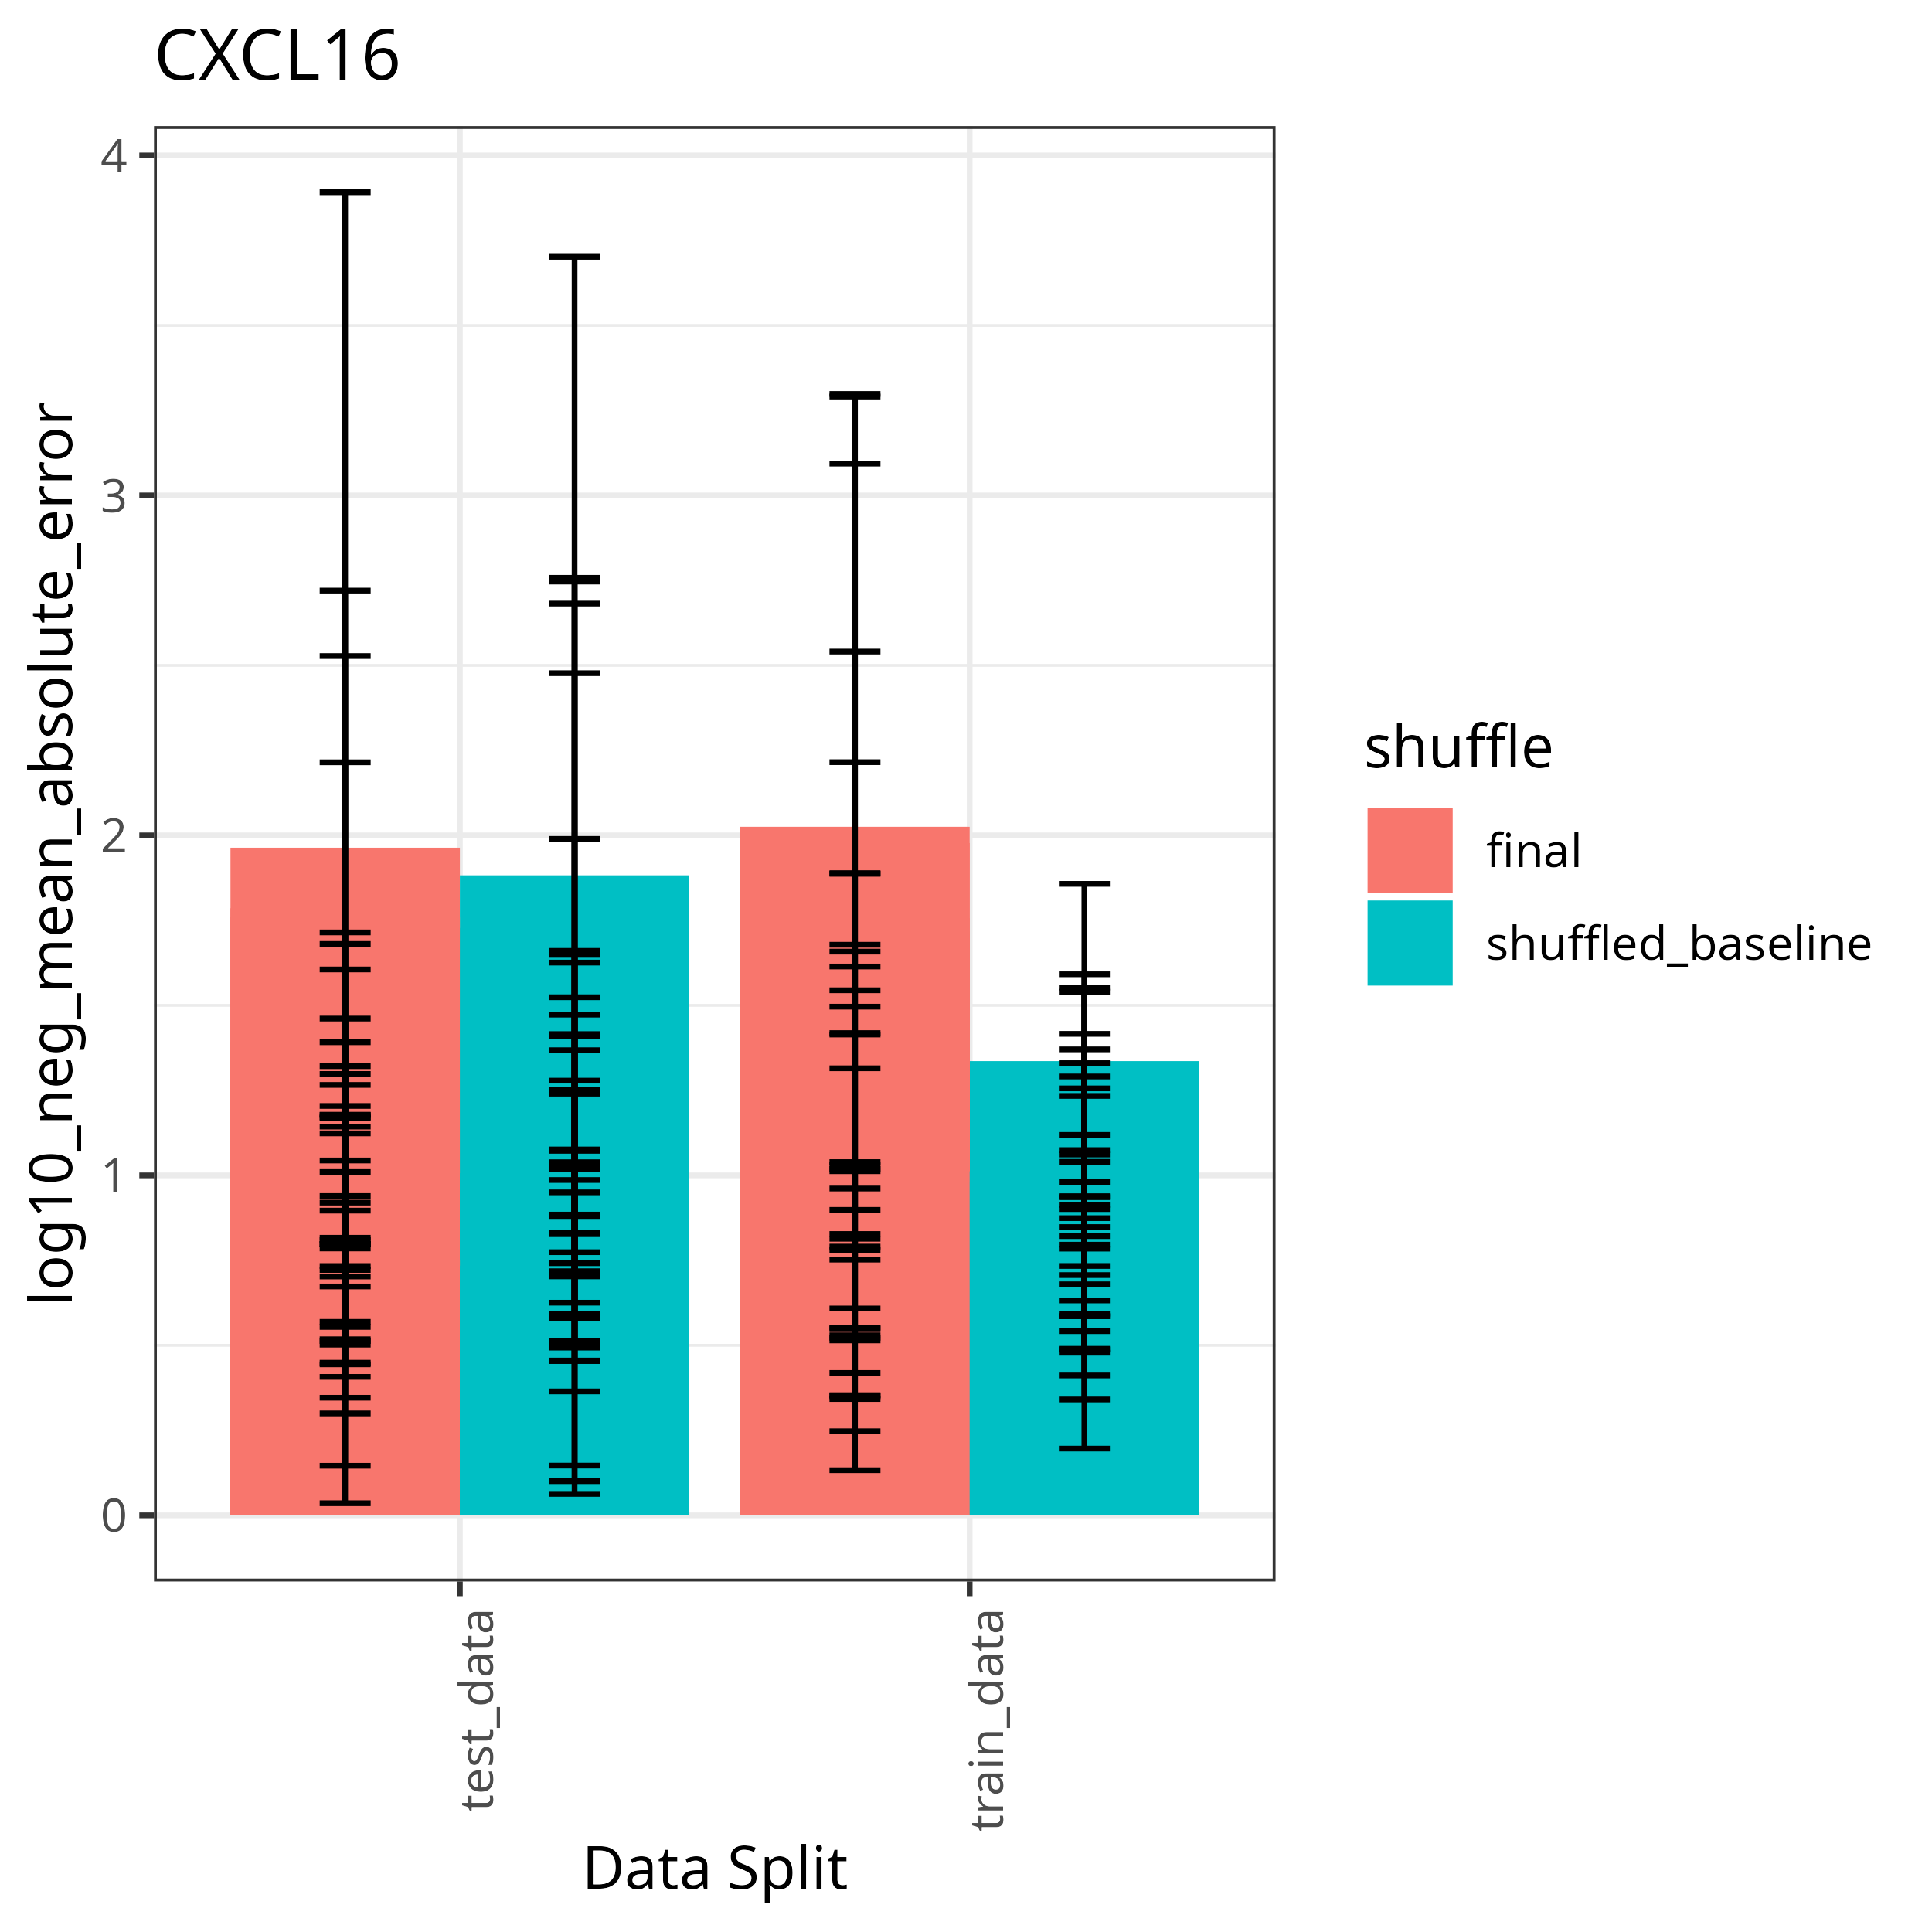 CXCL16
log10_neg_mean_absolute_error
4
3
2
1
0
test_data
train_data
Data Split
shuffle
final
shuffled_baseline